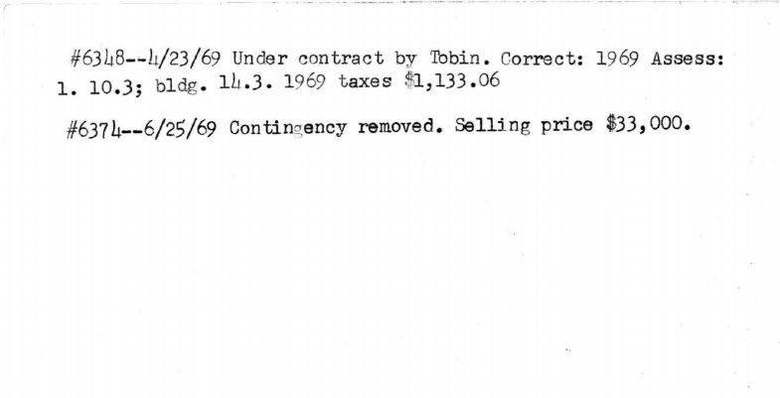 #6348--4/23/69 Under contract by Tobin. Correct: 1969 Assess:
l. 10.3; bldg. 14.3. 1969 taxes $1,133.06
#6374--6/25/69 Contingency removed. Selling price $33,000.